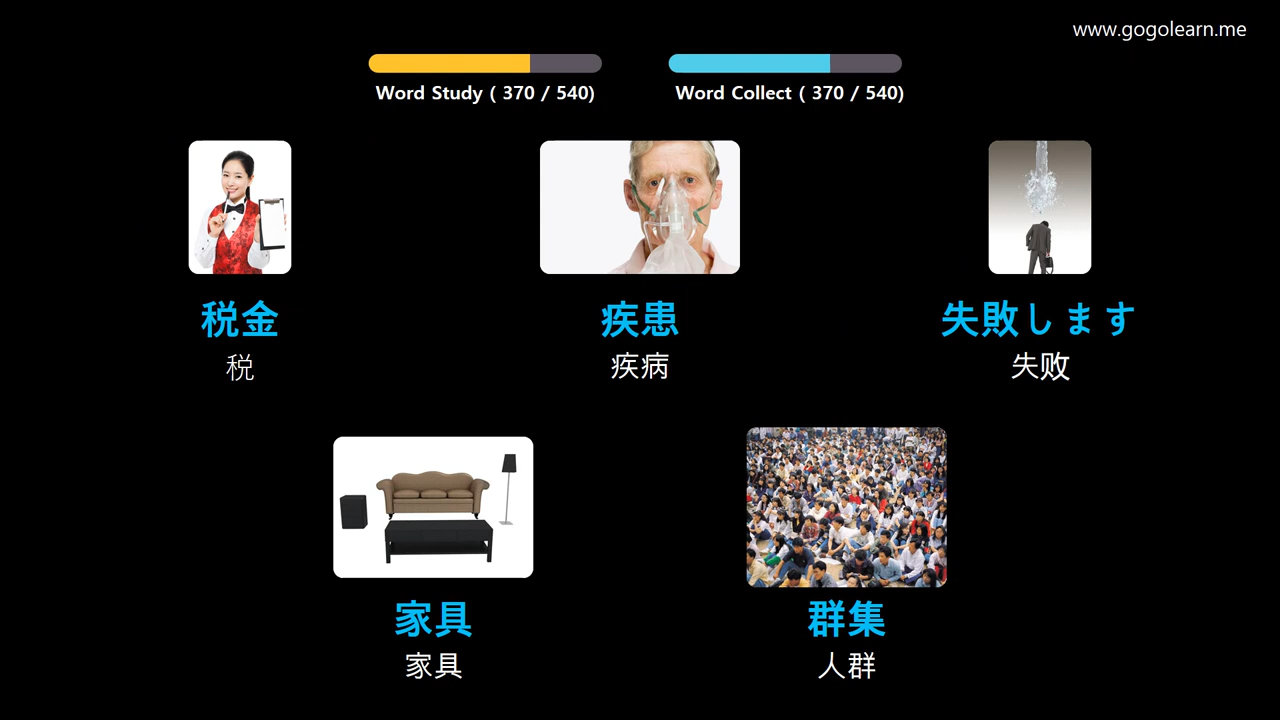 www.gogolearn.me
Word Study ( 370 / 540)
Word Collect ( 370 / 540)
税金
税
疾患
疾病
失敗します
失败
家具
家具
群集
人群